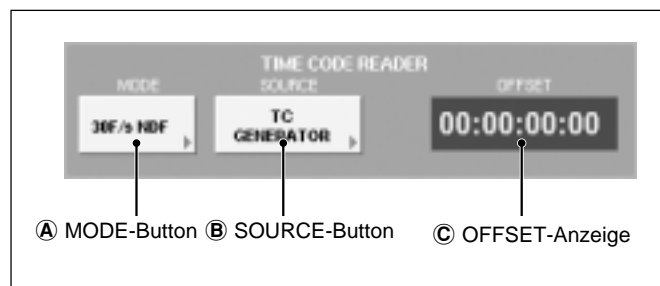 TIME CODE READER
MODE SOURCE OFFSET
30F/s NDF
TC
GENERATOR
00:00:00:00
Ⓐ MODE-Button Ⓑ SOURCE-Button Ⓒ OFFSET-Anzeige